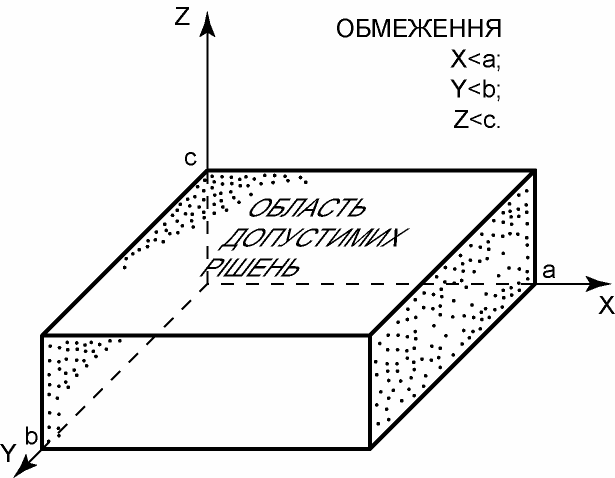 Z
ОБМЕЖЕННЯ
X<a;
Y<b;
Z<c.
c
ОБЛАСТЬ
ДОПУСТИМИХ
РІШЕНЬ
a
X
b
Y